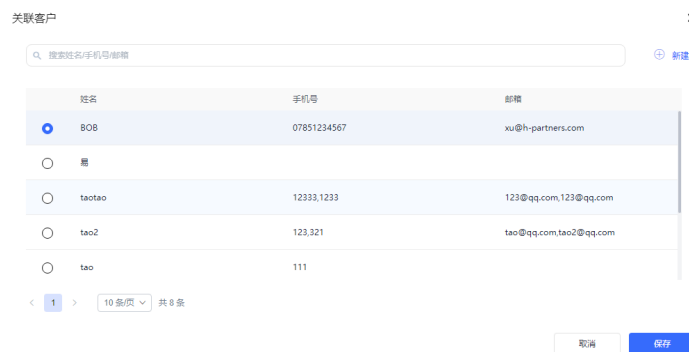 关联客户
搜索姓名/手机号/邮箱
新建
姓名 手机号 邮箱
BOB 07851234567 xu@h-partners.com
易
taotao 12333,1233 123@qq.com,123@qq.com
tao2 123,321 tao@qq.com,tao2@qq.com
tao 111
1 10 条/页 共 8 条
取消 保存